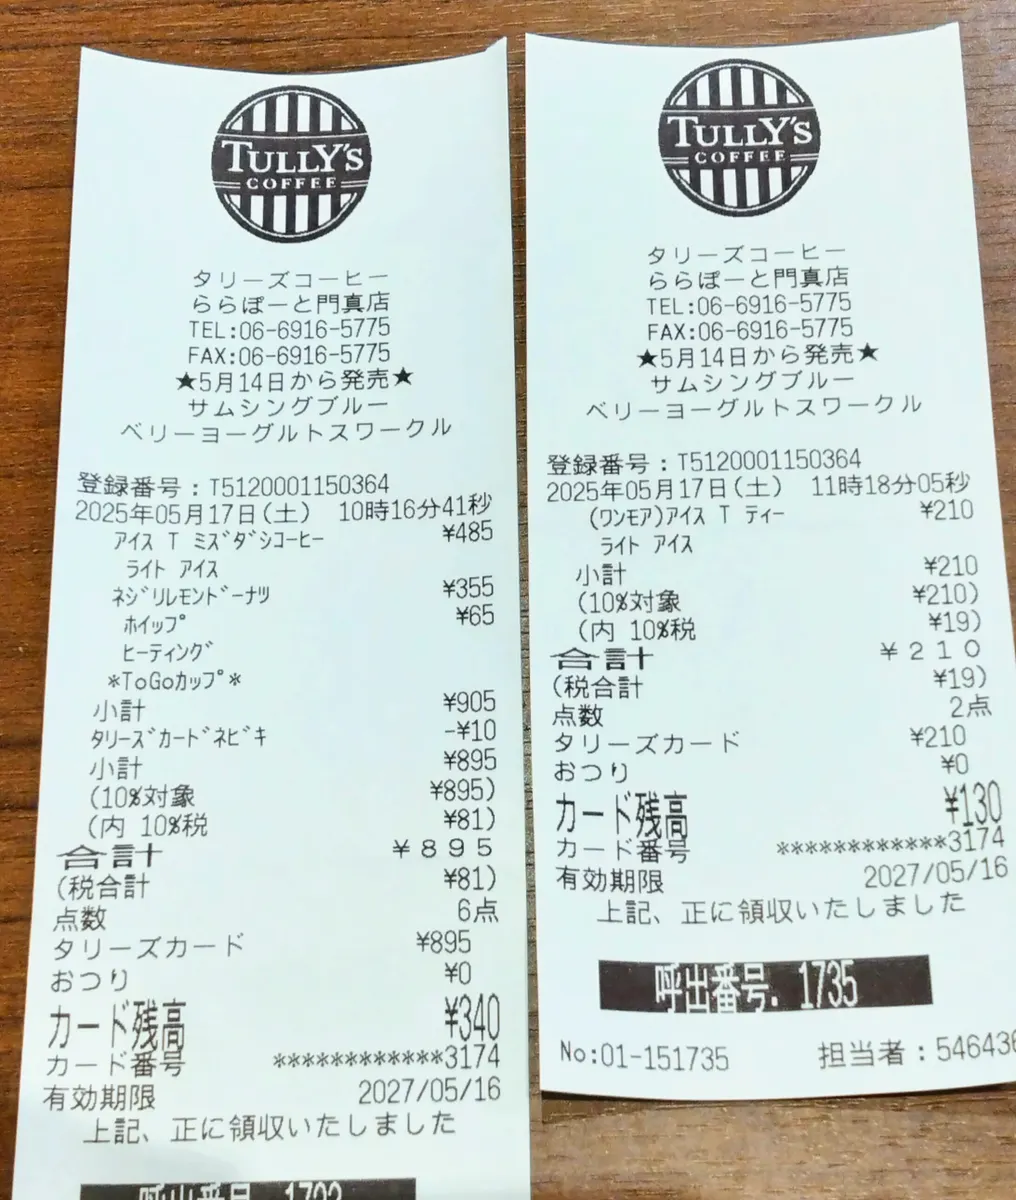 TULLY'S
COFFEE
タリーズコーヒー
ららぽーと門真店
TEL:06-6916-5775
FAX:06-6916-5775
★5月14日から発売★
サムシングブルー
ベリーヨーグルトスワークル
登録番号:T5120001150364
2025年05月17日(土) 10時16分41秒
アイス T ミズダシコーヒー ¥485
ライト アイス
ネジリレモンドーナツ ¥355
ホイップ ¥65
ヒーティング
*ToGoカップ*
小計 ¥905
タリーズカードネビキ -¥10
小計 ¥895
(10%対象 ¥895)
(内 10%税 ¥81)
合計 ¥895
(税合計 ¥81)
点数 6点
タリーズカード ¥895
おつり ¥0
カード残高 ¥340
カード番号 ************3174
有効期限 2027/05/16
上記、正に領収いたしました
呼出番号.
TULLY'S
COFFEE
タリーズコーヒー
ららぽーと門真店
TEL:06-6916-5775
FAX:06-6916-5775
★5月14日から発売★
サムシングブルー
ベリーヨーグルトスワークル
登録番号:T5120001150364
2025年05月17日(土) 11時18分05秒
(ワンモア)アイス T ティー ¥210
ライト アイス
小計 ¥210
(10%対象 ¥210)
(内 10%税 ¥19)
合計 ¥210
(税合計 ¥19)
点数 2点
タリーズカード ¥210
おつり ¥0
カード残高 ¥130
カード番号 ************3174
有効期限 2027/05/16
上記、正に領収いたしました
呼出番号. 1735
No:01-151735 担当者:546436